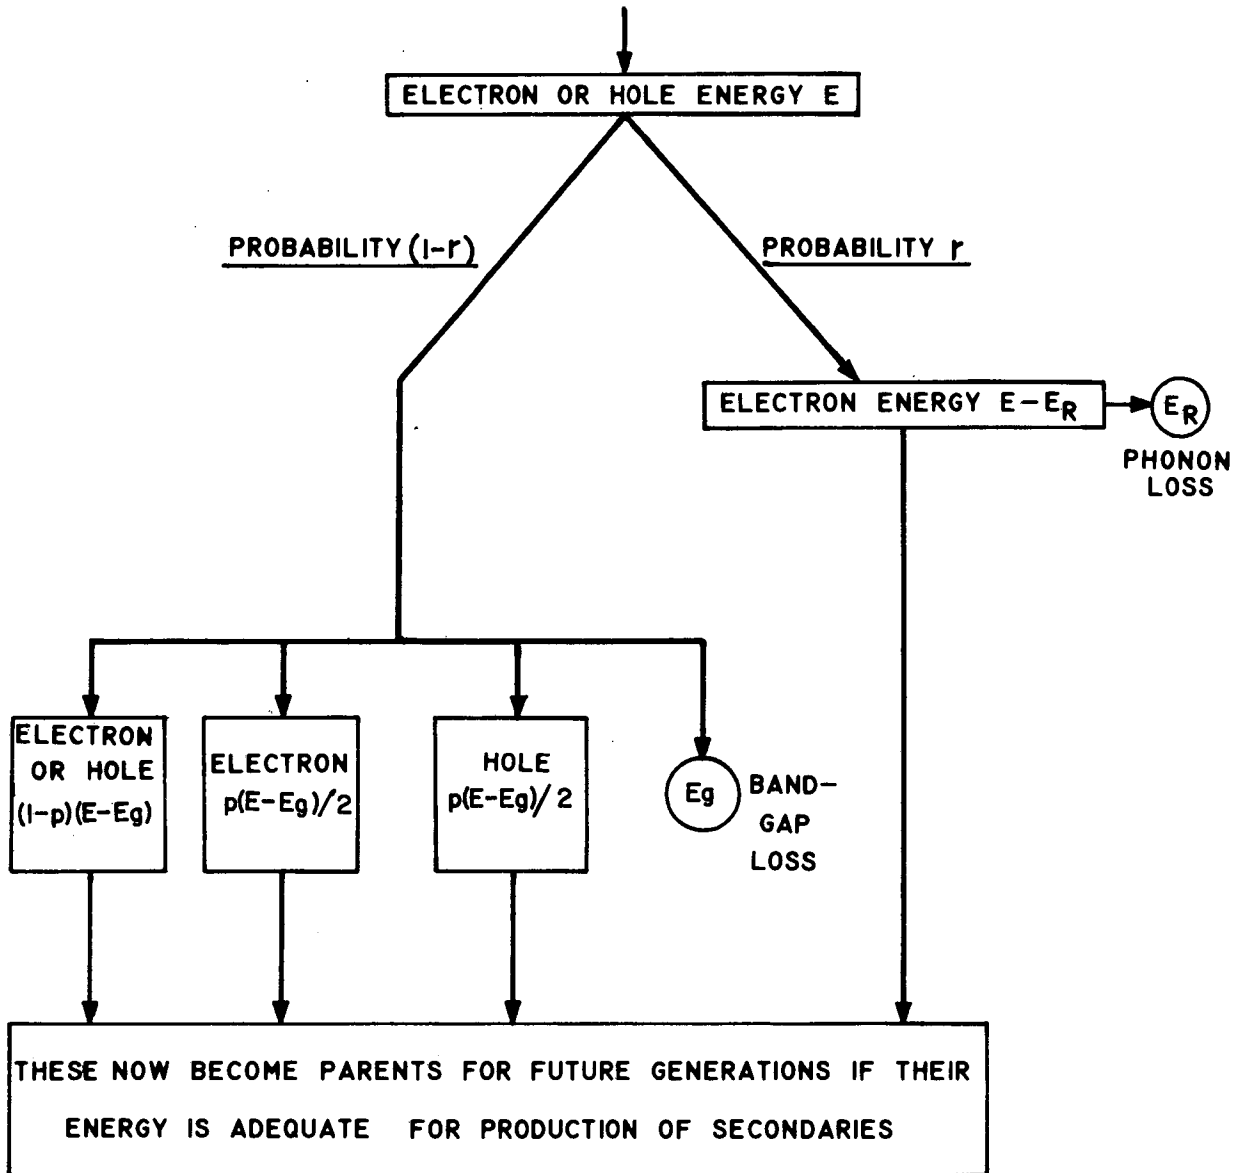 ELECTRON OR HOLE ENERGY E
PROBABILITY (1-r)
PROBABILITY r
ELECTRON ENERGY E-E_R
E_R
PHONON
LOSS
ELECTRON
OR HOLE
(1-p)(E-Eg)
ELECTRON
p(E-Eg)/2
HOLE
p(E-Eg)/2
Eg
BAND-
GAP
LOSS
THESE NOW BECOME PARENTS FOR FUTURE GENERATIONS IF THEIR
ENERGY IS ADEQUATE FOR PRODUCTION OF SECONDARIES